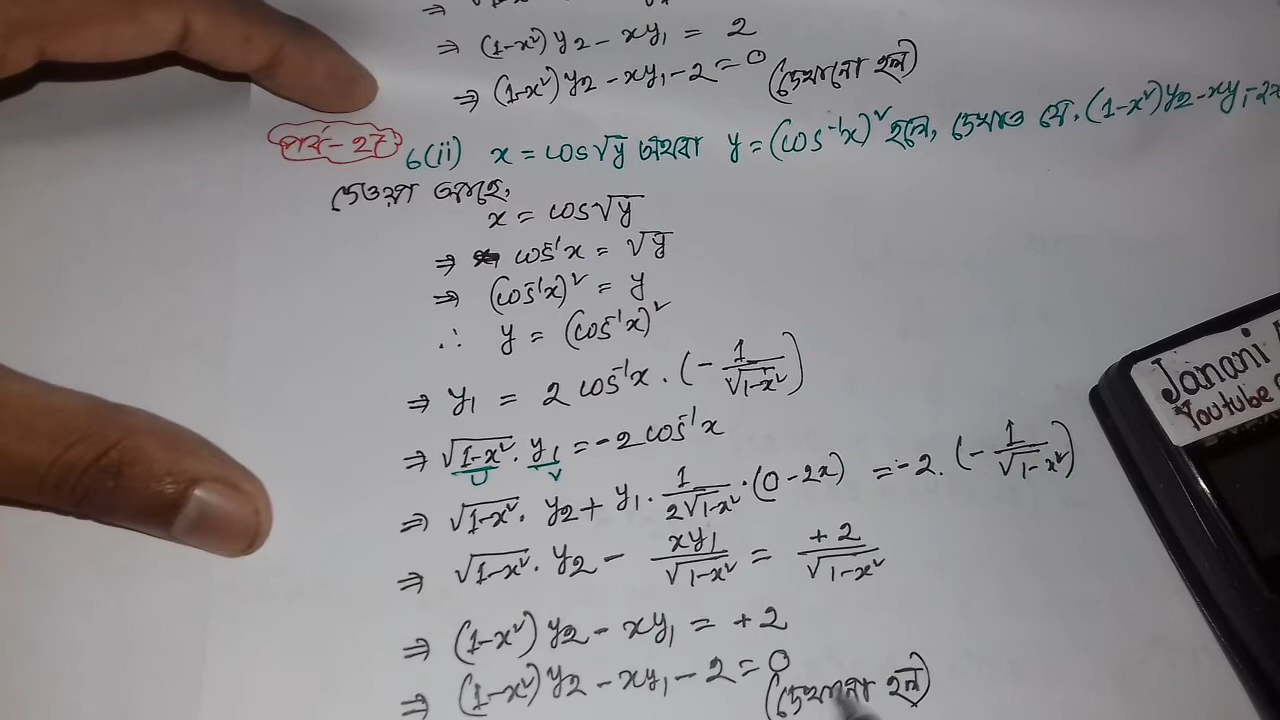 ⇒ (1-x²) y₂ - xy₁ = 2
⇒ (1-x²) y₂ - xy₁ - 2 = 0 (দেখানো হল)
পর্ব-27
6(ii) x = cos√y অথবা y = (cos⁻¹x)² হলে, দেখাও যে, (1-x²)y₂-xy₁-2
দেওয়া আছে,
x = cos√y
⇒ cos⁻¹x = √y
⇒ (cos⁻¹x)² = y
∴ y = (cos⁻¹x)²
⇒ y₁ = 2 cos⁻¹x . (- 1/√1-x²)
⇒ √1-x² . y₁ = -2 cos⁻¹x
U V
⇒ √1-x² . y₂ + y₁ . 1/2√1-x² . (0-2x) = -2 . (- 1/√1-x²)
⇒ √1-x² . y₂ - xy₁/√1-x² = +2/√1-x²
⇒ (1-x²) y₂ - xy₁ = +2
⇒ (1-x²) y₂ - xy₁ - 2 = 0 (দেখানো হল)
Janani
Youtube